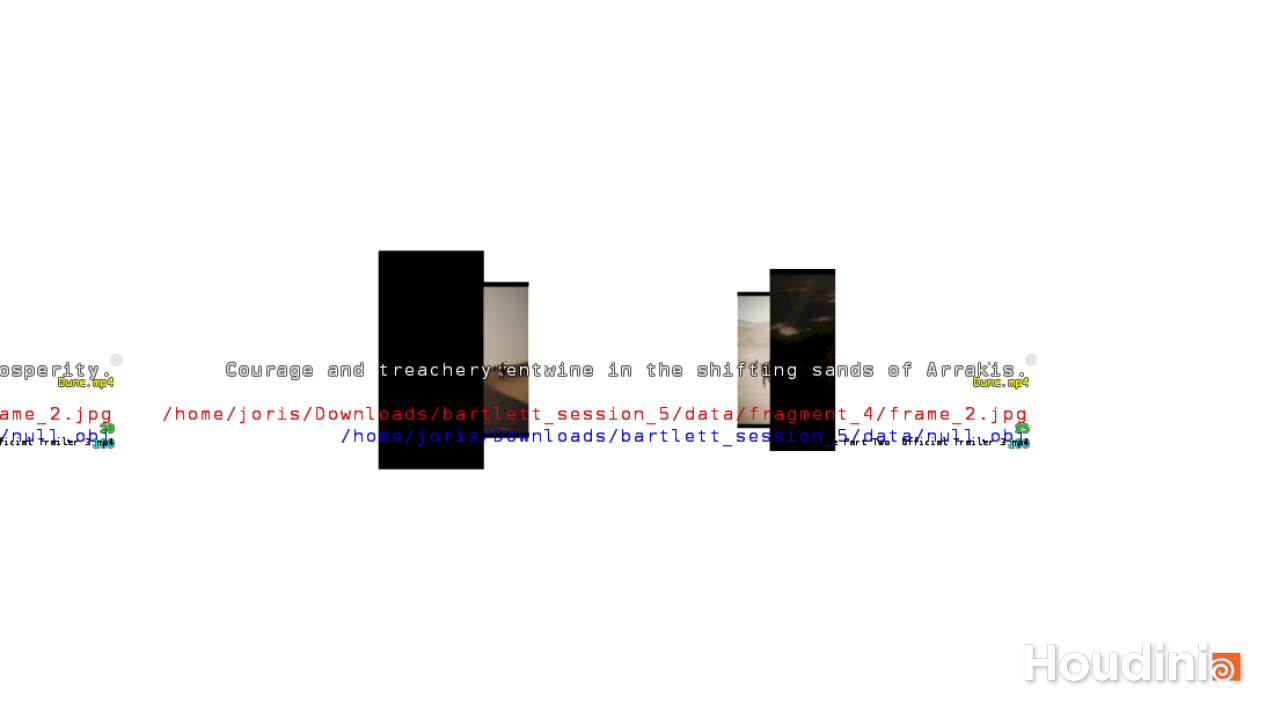 osperity.
Dune.mp4
ame_2.jpg
20
/null.obj
ficial Trailer 3.mp4
Courage and treachery entwine in the shifting sands of Arrakis.
Dune.mp4
/home/joris/Downloads/bartlett_session_5/data/fragment_4/frame_2.jpg
/home/joris/Downloads/bartlett_session_5/data/null.obj
Part Two Official Trailer 3.mp4
Houdini